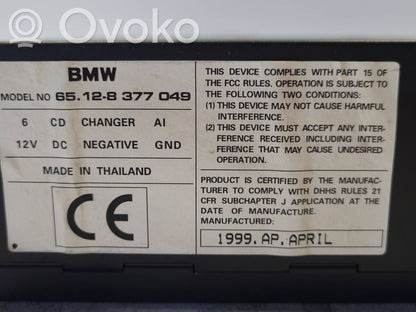 Ovoko
BMW
MODEL NO 65.12-8 377 049
6 CD CHANGER AI
12V DC NEGATIVE GND
MADE IN THAILAND
CE
THIS DEVICE COMPLIES WITH PART 15 OF
THE FCC RULES. OPERATION IS SUBJECT TO
THE FOLLOWING TWO CONDITIONS:
(1) THIS DEVICE MAY NOT CAUSE HARMFUL
INTERFERENCE.
(2) THIS DEVICE MUST ACCEPT ANY INTER-
FERENCE RECEIVED INCLUDING INTER-
FERENCE THAT MAY CAUSE UNDESIRED
OPERATION.
PRODUCT IS CERTIFIED BY THE MANUFAC-
TURER TO COMPLY WITH DHHS RULES 21
CFR SUBCHAPTER J APPLICATION AT DATE
OF MANUFACTURE.
MANUFACTURED:
1999.AP.APRIL